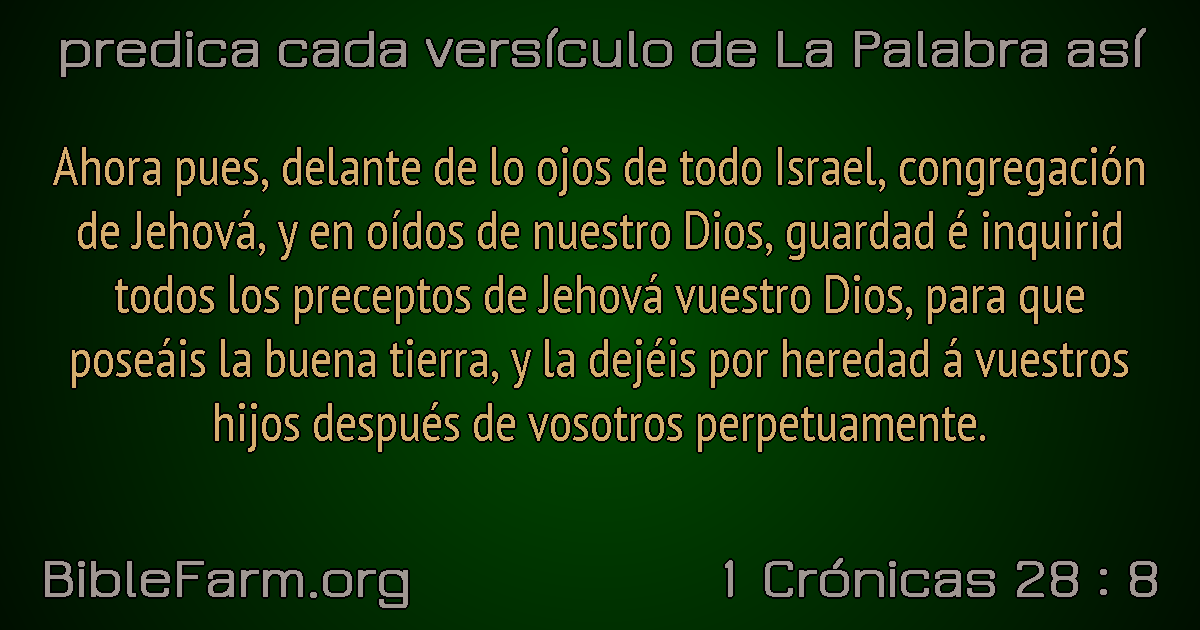 predica cada versículo de La Palabra así
Ahora pues, delante de lo ojos de todo Israel, congregación
de Jehová, y en oídos de nuestro Dios, guardad é inquirid
todos los preceptos de Jehová vuestro Dios, para que
poseáis la buena tierra, y la dejéis por heredad á vuestros
hijos después de vosotros perpetuamente.
BibleFarm.org
1 Crónicas 28 : 8